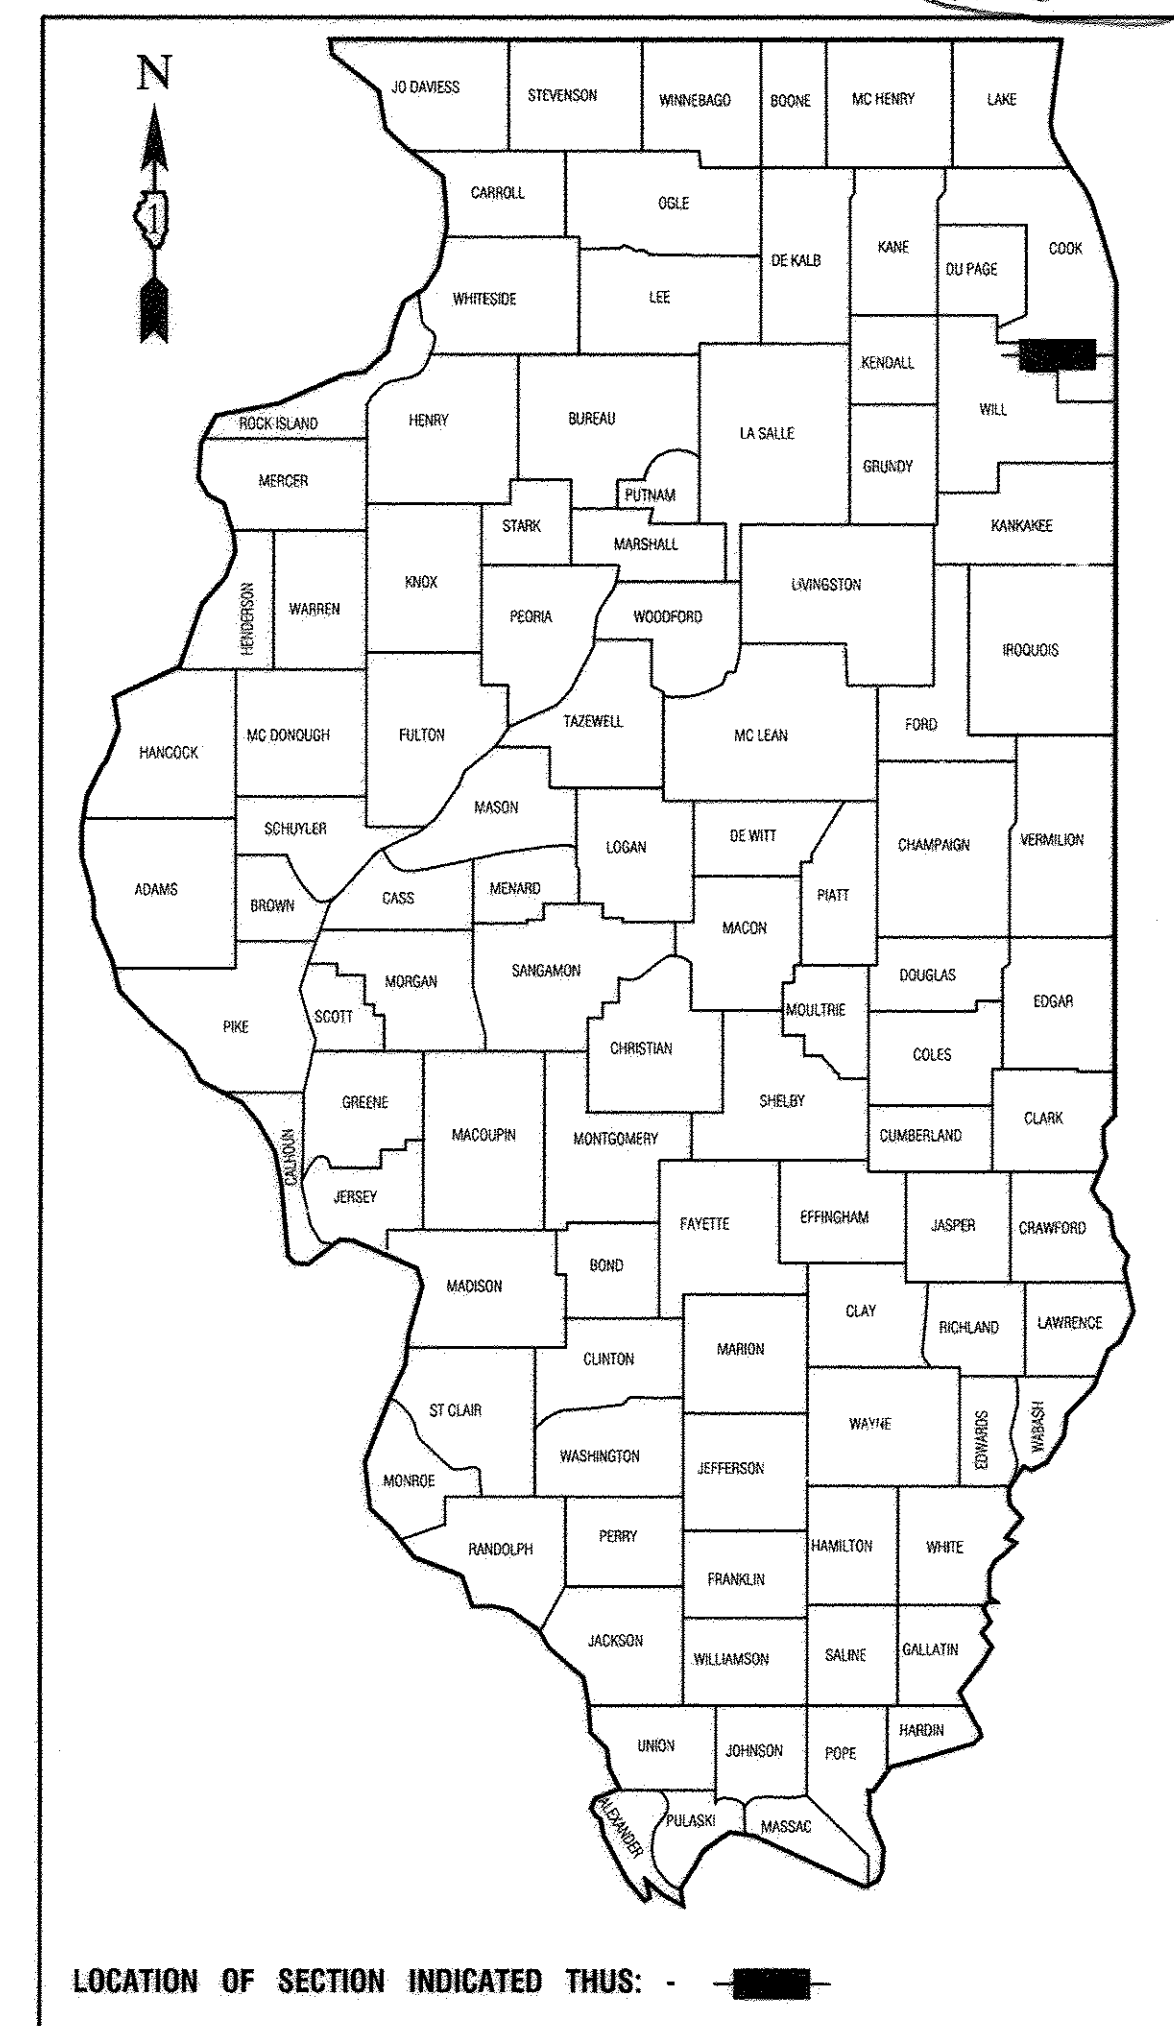 N
1
JO DAVIESS
STEVENSON
WINNEBAGO
BOONE
MC HENRY
LAKE
CARROLL
OGLE
DE KALB
KANE
DU PAGE
COOK
WHITESIDE
LEE
KENDALL
WILL
ROCK ISLAND
HENRY
BUREAU
LA SALLE
GRUNDY
MERCER
PUTNAM
STARK
MARSHALL
KANKAKEE
HENDERSON
WARREN
KNOX
PEORIA
WOODFORD
LIVINGSTON
IROQUOIS
HANCOCK
MC DONOUGH
FULTON
TAZEWELL
MC LEAN
FORD
SCHUYLER
MASON
LOGAN
DE WITT
CHAMPAIGN
VERMILION
ADAMS
BROWN
CASS
MENARD
PIATT
MACON
PIKE
SCOTT
MORGAN
SANGAMON
CHRISTIAN
MOULTRIE
DOUGLAS
EDGAR
COLES
CALHOUN
GREENE
MACOUPIN
MONTGOMERY
SHELBY
CUMBERLAND
CLARK
JERSEY
FAYETTE
EFFINGHAM
JASPER
CRAWFORD
MADISON
BOND
CLAY
RICHLAND
LAWRENCE
CLINTON
MARION
ST CLAIR
WASHINGTON
WAYNE
EDWARDS
WABASH
MONROE
JEFFERSON
RANDOLPH
PERRY
HAMILTON
WHITE
FRANKLIN
JACKSON
WILLIAMSON
SALINE
GALLATIN
UNION
JOHNSON
POPE
HARDIN
ALEXANDER
PULASKI
MASSAC
LOCATION OF SECTION INDICATED THUS: -